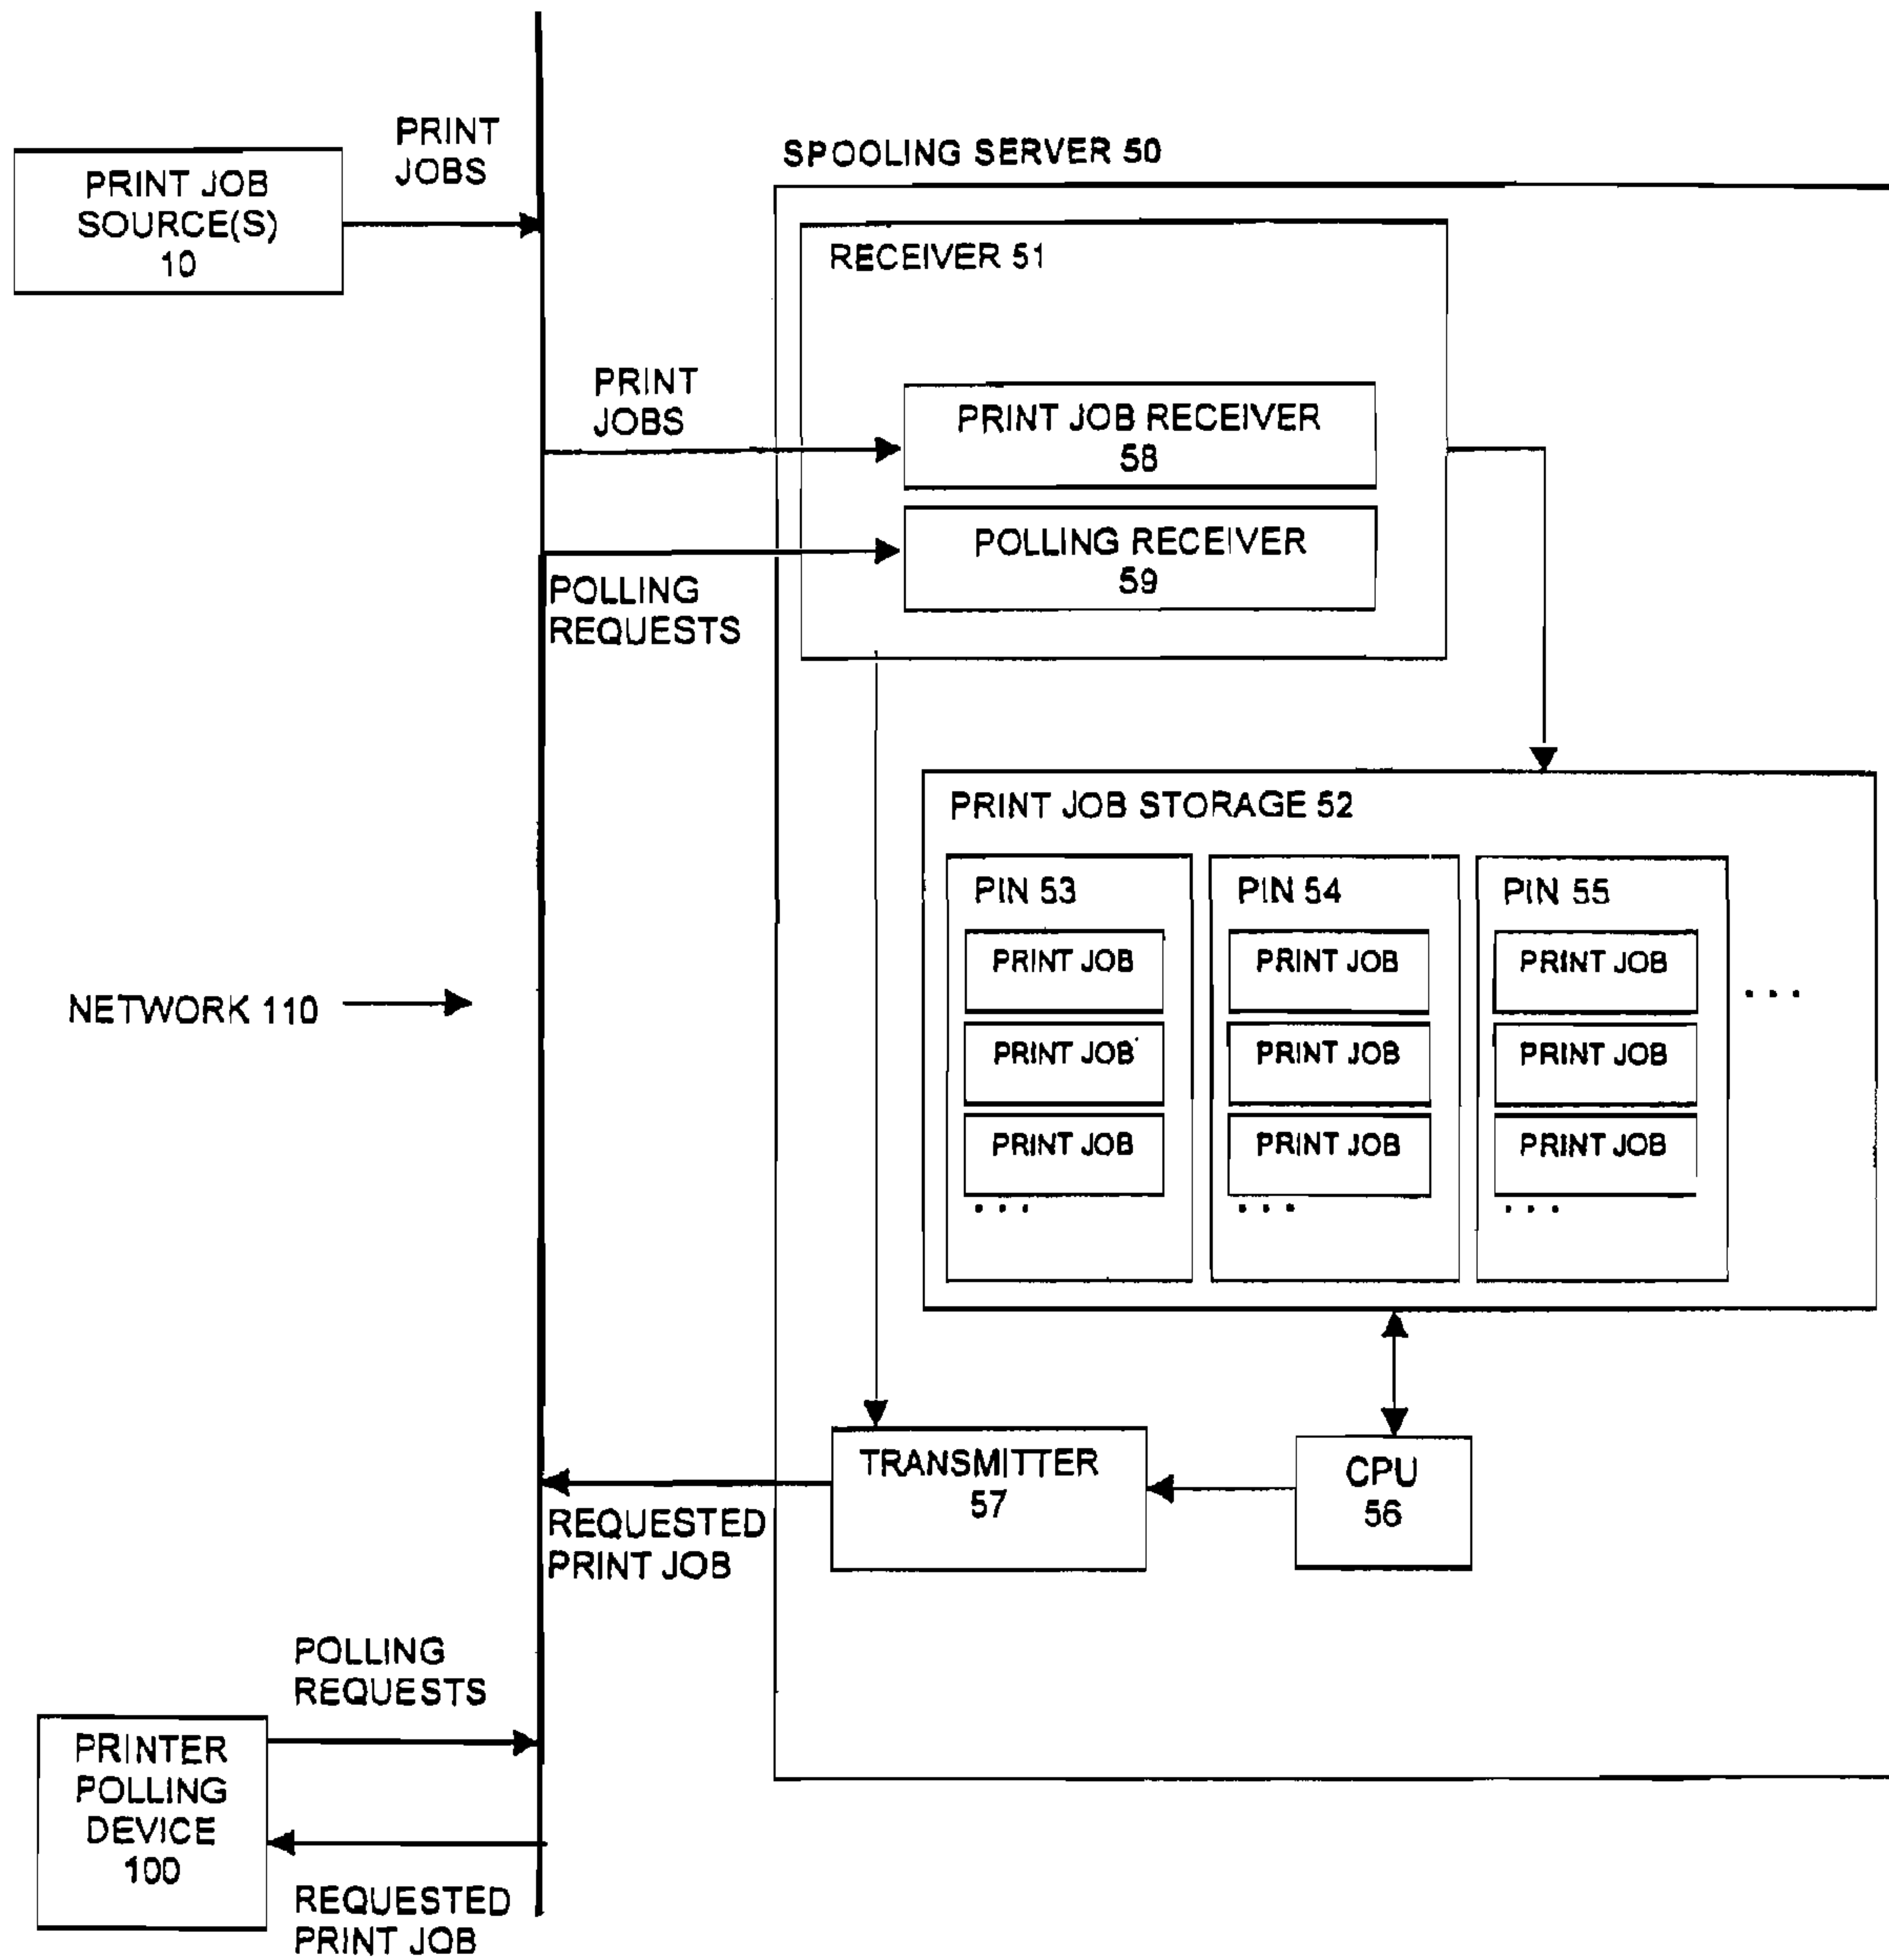 PRINT JOB
SOURCE(S)
10
PRINT
JOBS
SPOOLING SERVER 50
RECEIVER 51
PRINT
JOBS
PRINT JOB RECEIVER
58
POLLING RECEIVER
59
POLLING
REQUESTS
PRINT JOB STORAGE 52
PIN 53
PRINT JOB
PRINT JOB
PRINT JOB
...
PIN 54
PRINT JOB
PRINT JOB
PRINT JOB
...
PIN 55
PRINT JOB
PRINT JOB
PRINT JOB
...
...
NETWORK 110
TRANSMITTER
57
CPU
56
REQUESTED
PRINT JOB
POLLING
REQUESTS
PRINTER
POLLING
DEVICE
100
REQUESTED
PRINT JOB